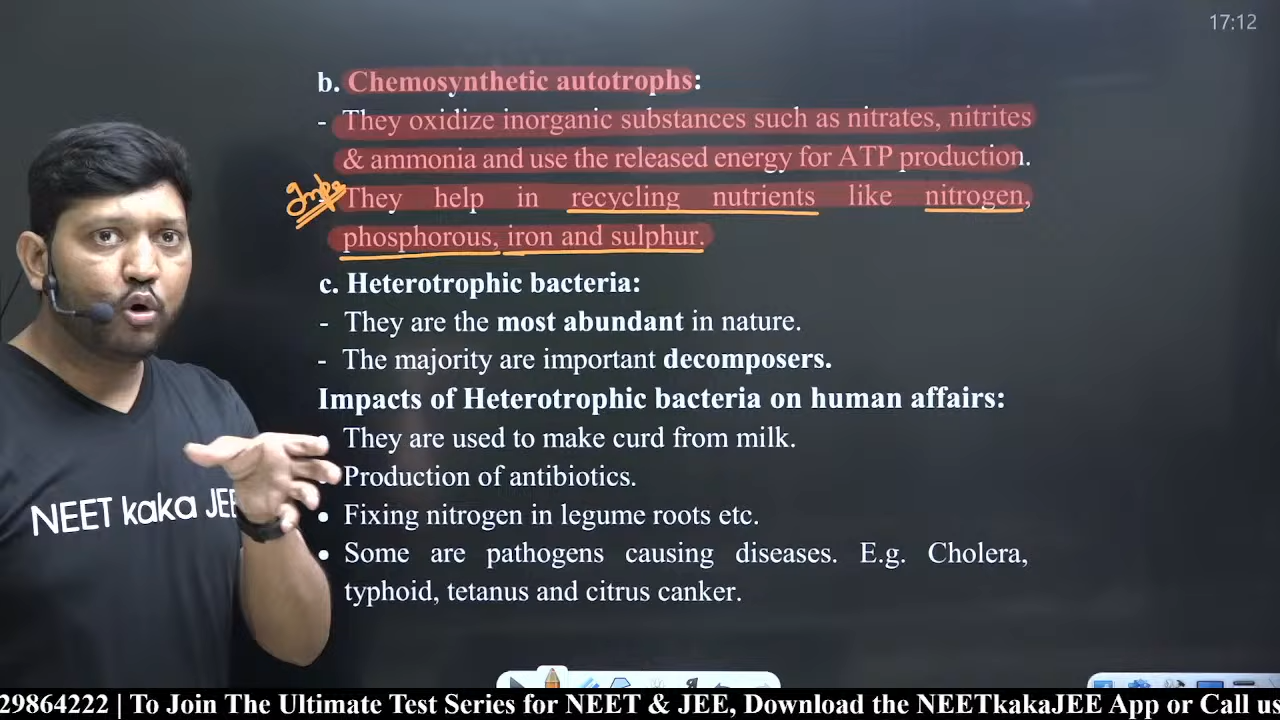 17:12
b. Chemosynthetic autotrophs:
- They oxidize inorganic substances such as nitrates, nitrites
& ammonia and use the released energy for ATP production.
Imp. They help in recycling nutrients like nitrogen,
phosphorous, iron and sulphur.
c. Heterotrophic bacteria:
- They are the most abundant in nature.
- The majority are important decomposers.
Impacts of Heterotrophic bacteria on human affairs:
They are used to make curd from milk.
Production of antibiotics.
• Fixing nitrogen in legume roots etc.
• Some are pathogens causing diseases. E.g. Cholera,
typhoid, tetanus and citrus canker.
NEET kaka JEE
29864222 | To Join The Ultimate Test Series for NEET & JEE, Download the NEETkakaJEE App or Call us